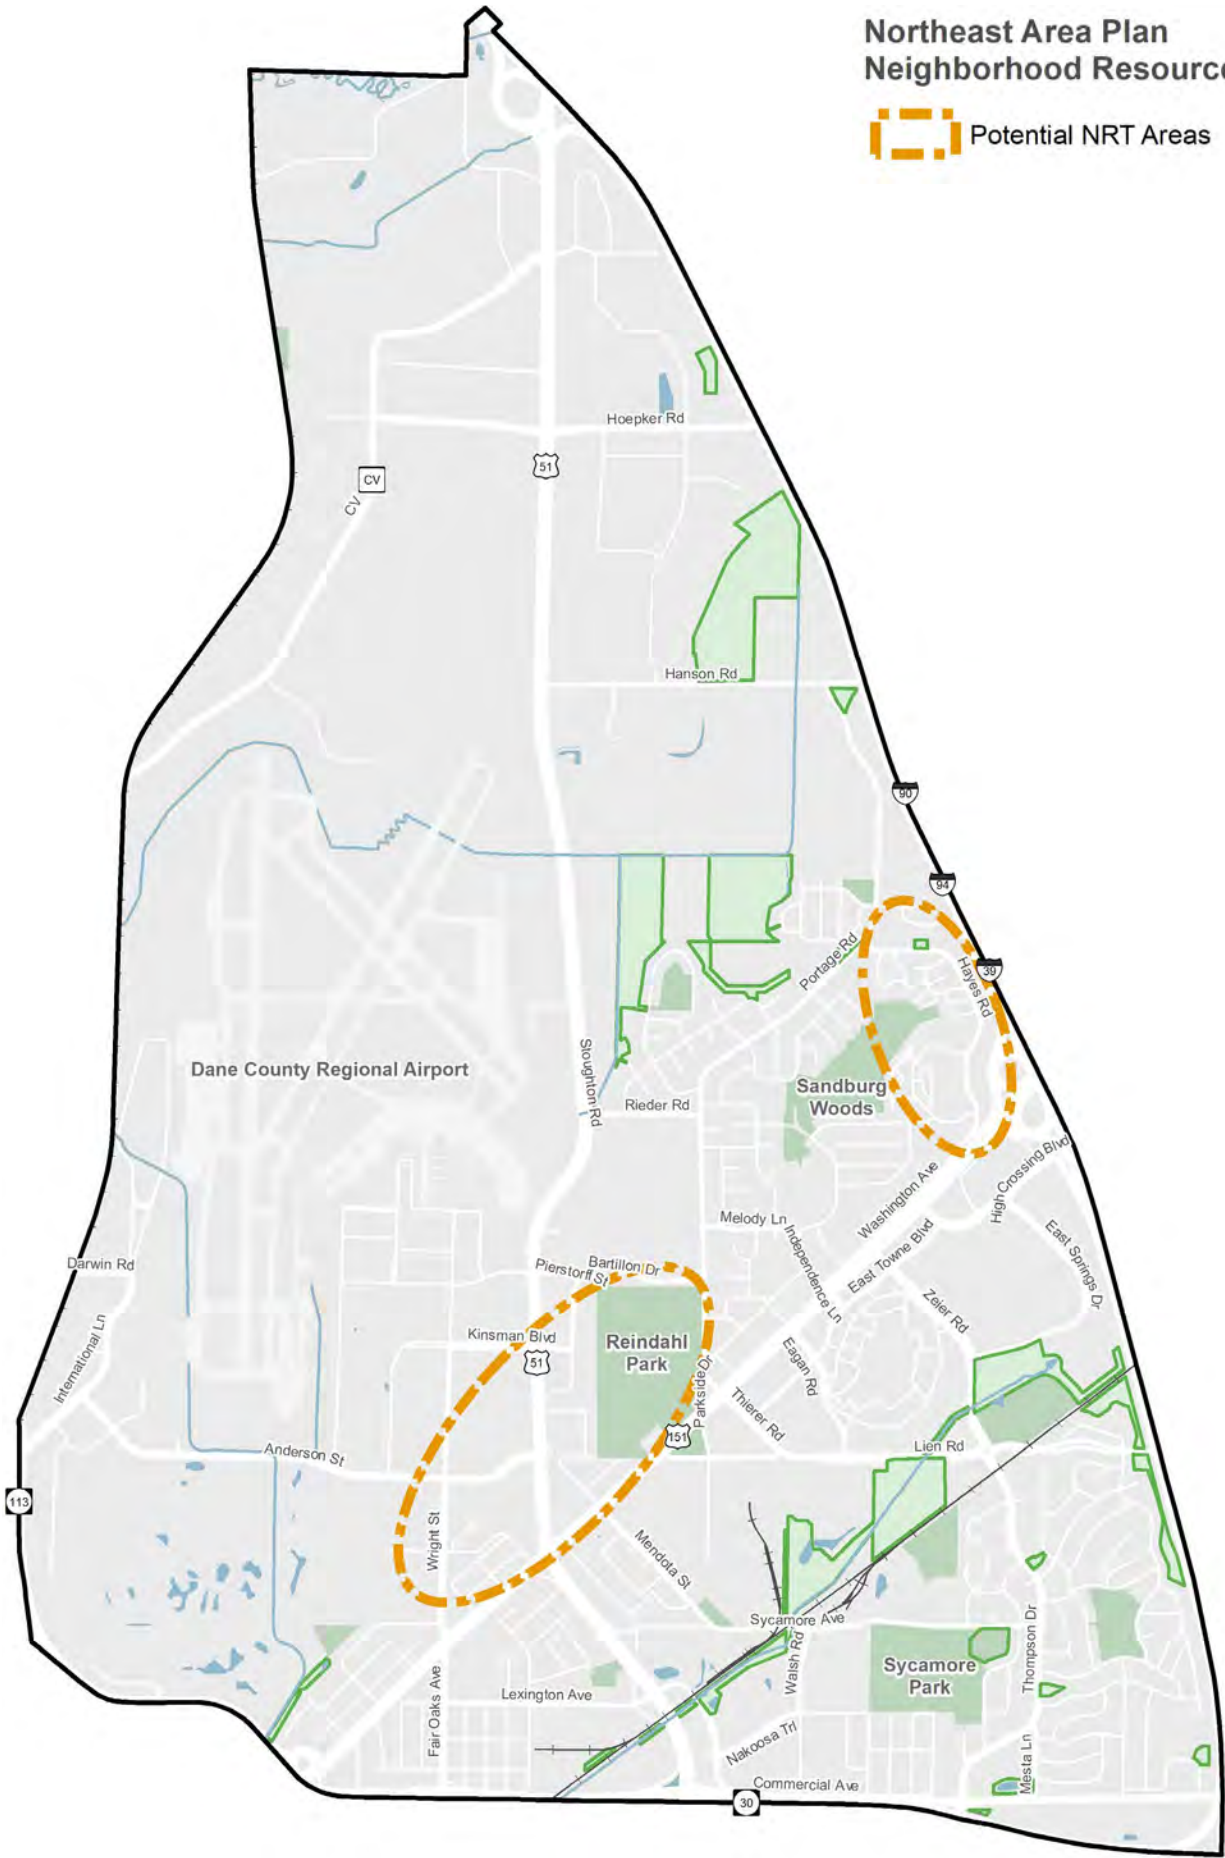 Northeast Area Plan
Neighborhood Resource
Potential NRT Areas
Hoepker Rd
51
CV
CV
Hanson Rd
90
94
Portage Rd
39
Hayes Rd
Dane County Regional Airport
Stoughton Rd
Rieder Rd
Sandburg
Woods
Washington Ave
High Crossing Blvd
Melody Ln
Independence Ln
East Towne Blvd
East Springs Dr
Darwin Rd
Bartillon Dr
Pierstorff St
Zeier Rd
International Ln
Kinsman Blvd
51
Reindahl
Park
Eagan Rd
Parkside Dr
Thierer Rd
151
Anderson St
Lien Rd
113
Wright St
Mendota St
Sycamore Ave
Walsh Rd
Thompson Dr
Sycamore
Park
Fair Oaks Ave
Lexington Ave
Nakoosa Trl
Mesta Ln
Commercial Ave
30